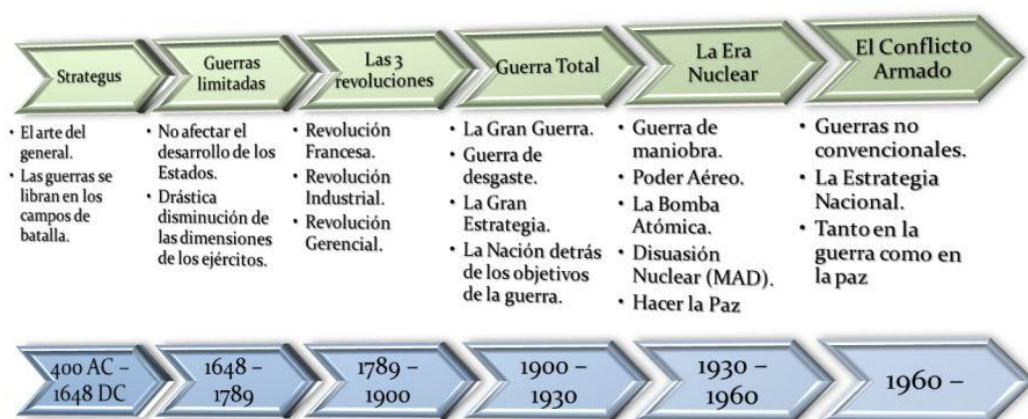 Strategus
Guerras
limitadas
Las 3
revoluciones
Guerra Total
La Era
Nuclear
El Conflicto
Armado
• El arte del
general.
• Las guerras se
libran en los
campos de
batalla.
• No afectar el
desarrollo de los
Estados.
• Drástica
disminución de
las dimensiones
de los ejércitos.
• Revolución
Francesa.
• Revolución
Industrial.
• Revolución
Gerencial.
• La Gran Guerra.
• Guerra de
desgaste.
• La Gran
Estrategia.
• La Nación detrás
de los objetivos
de la guerra.
• Guerra de
maniobra.
• Poder Aéreo.
• La Bomba
Atómica.
• Disuasión
Nuclear (MAD).
• Hacer la Paz
• Guerras no
convencionales.
• La Estrategia
Nacional.
• Tanto en la
guerra como en
la paz
400 AC –
1648 DC
1648 –
1789
1789 –
1900
1900 –
1930
1930 –
1960
1960 –